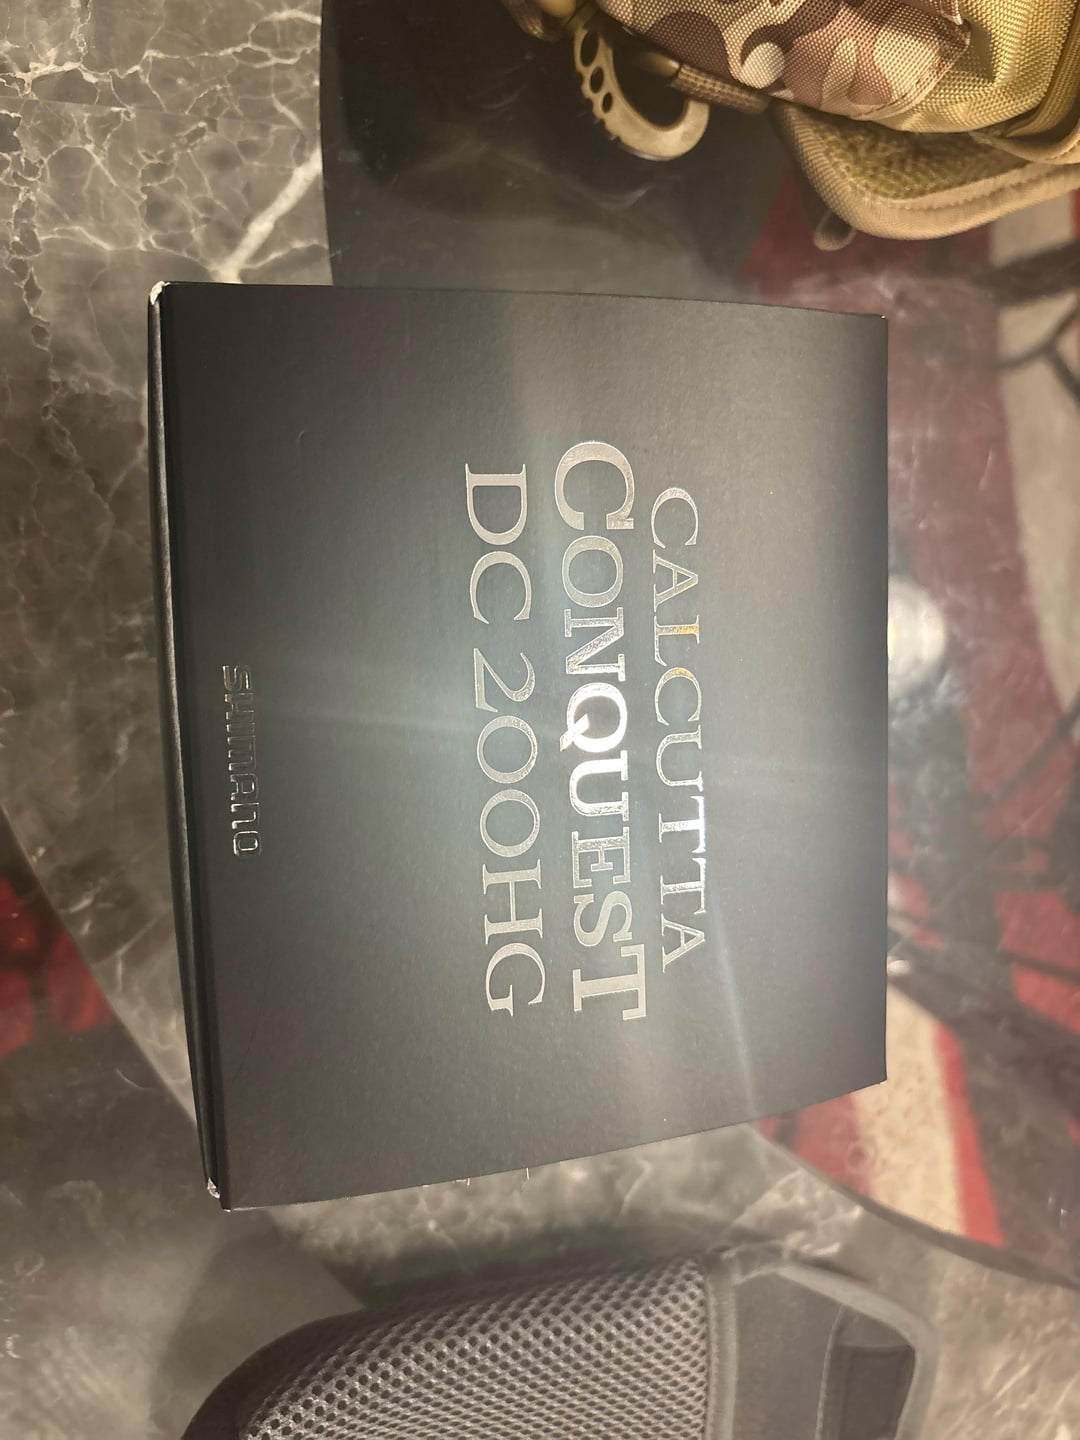 CALCUTTA
CONQUEST
DC 200HG
SHIMANO